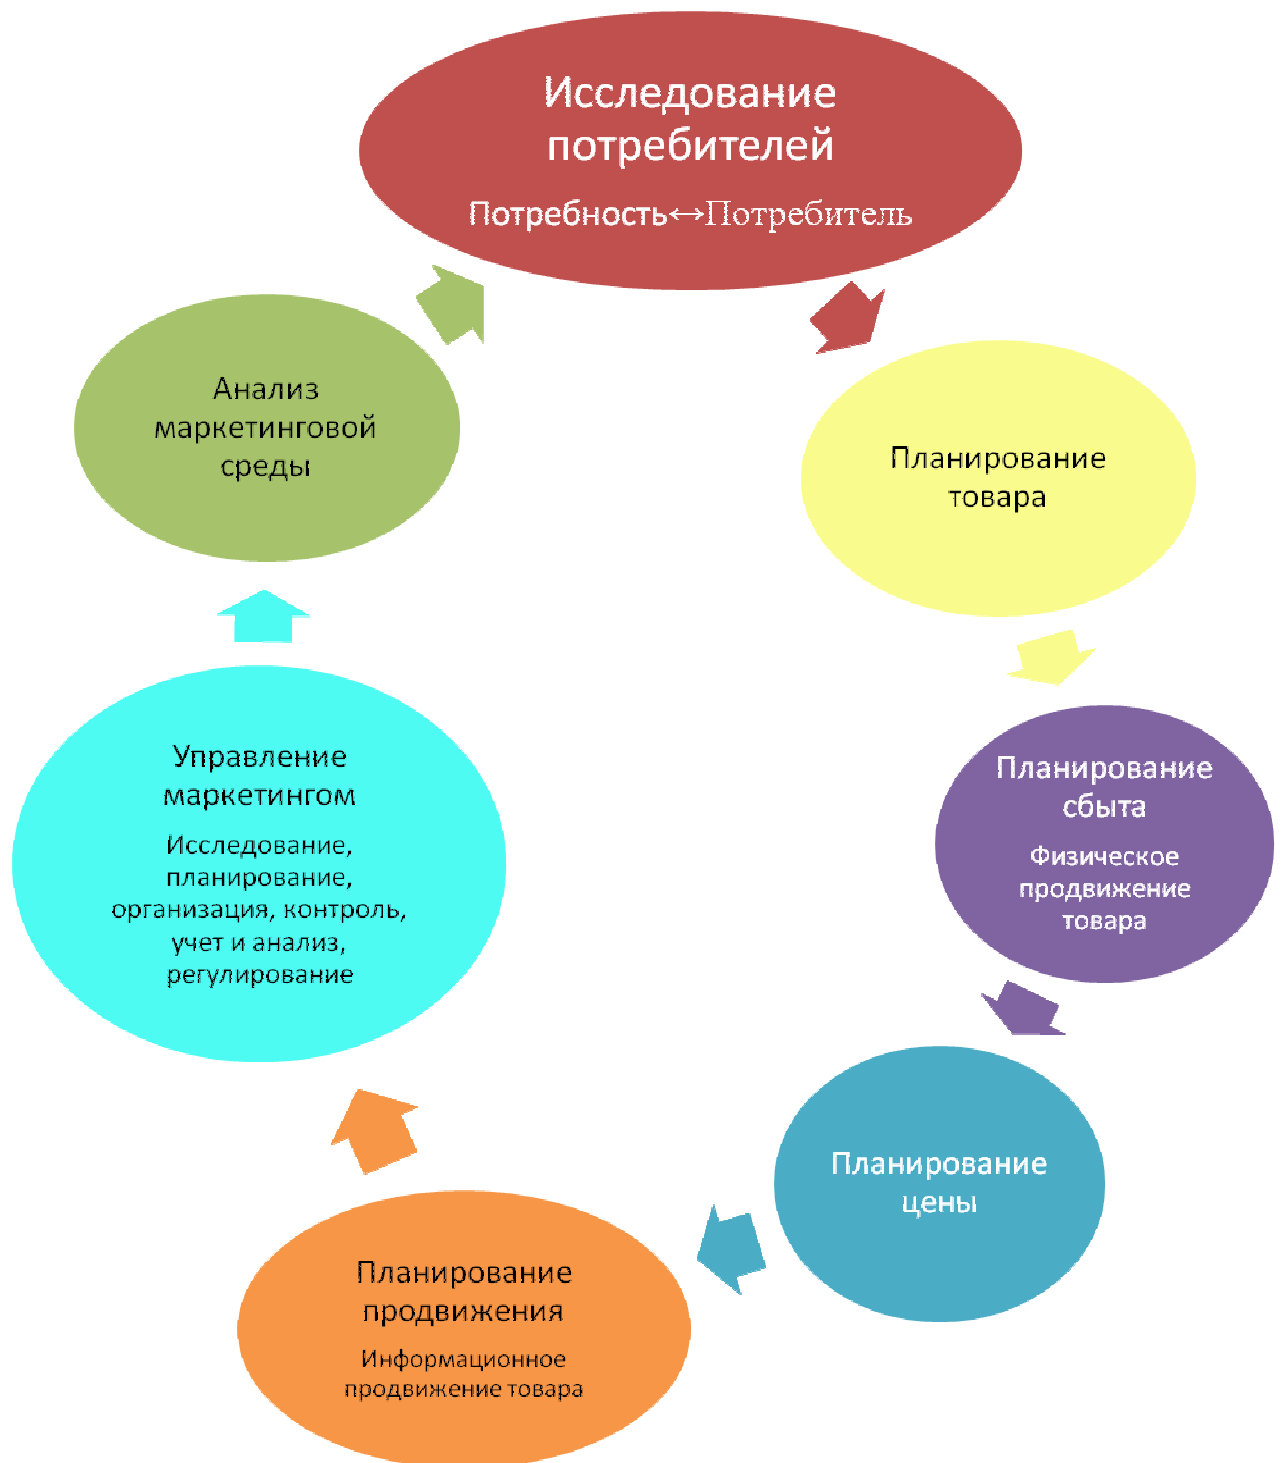 Исследование
потребителей
Потребность↔Потребитель
Планирование
товара
Планирование
сбыта
Физическое
продвижение
товара
Планирование
цены
Планирование
продвижения
Информационное
продвижение товара
Управление
маркетингом
Исследование,
планирование,
организация, контроль,
учет и анализ,
регулирование
Анализ
маркетинговой
среды